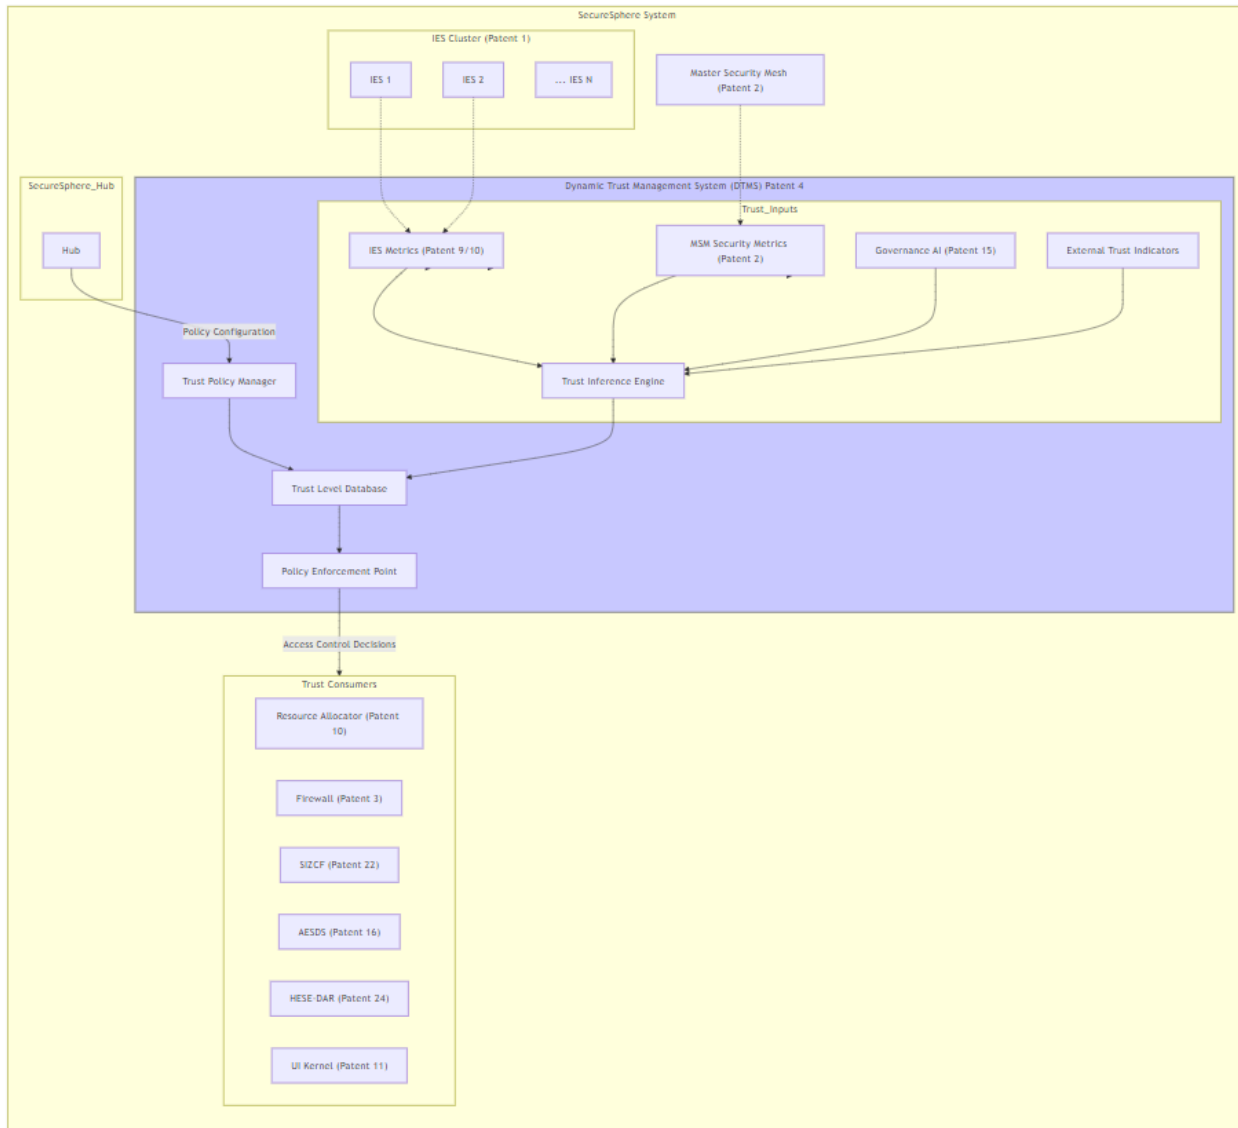 SecureSphere System
IES Cluster (Patent 1)
IES 1
IES 2
... IES N
Master Security Mesh
(Patent 2)
SecureSphere_Hub
Hub
Dynamic Trust Management System (DTMS) Patent 4
Trust_Inputs
IES Metrics (Patent 9/10)
MSM Security Metrics
(Patent 2)
Governance AI (Patent 15)
External Trust Indicators
Policy Configuration
Trust Policy Manager
Trust Inference Engine
Trust Level Database
Policy Enforcement Point
Access Control Decisions
Trust Consumers
Resource Allocator (Patent
10)
Firewall (Patent 3)
SIZCF (Patent 22)
AESDS (Patent 16)
HESE-DAR (Patent 24)
UI Kernel (Patent 11)